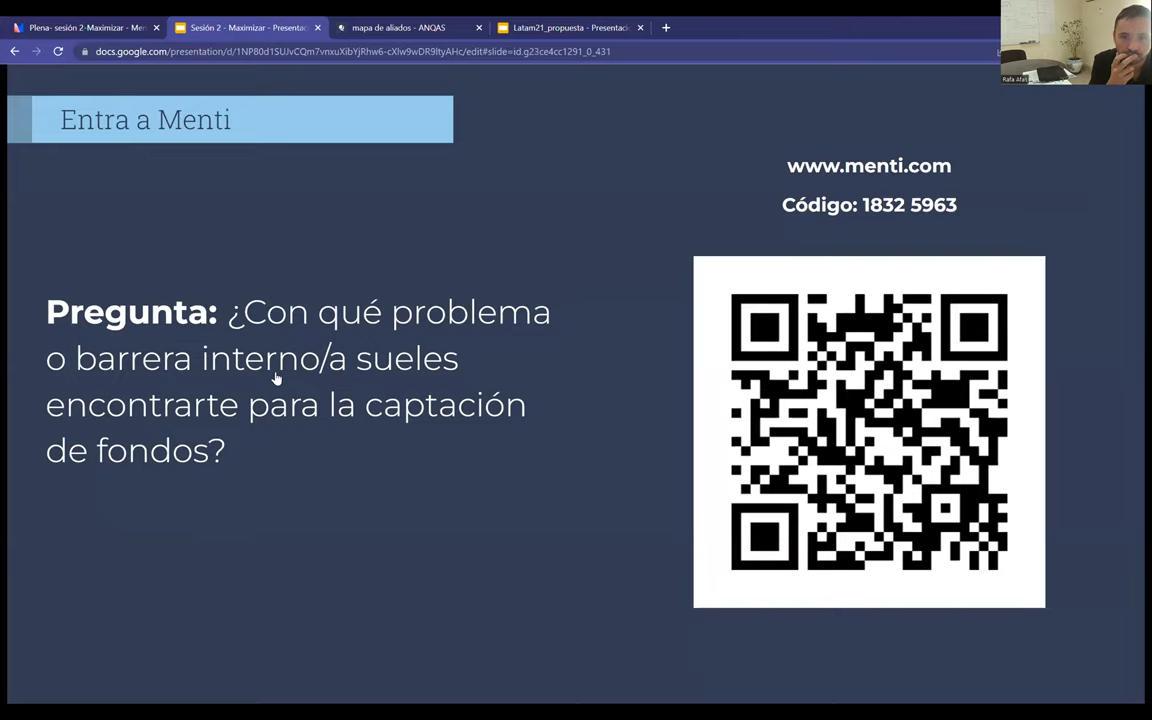 Plena- sesión 2-Maximizar - Men
Sesión 2 - Maximizar - Presentac
mapa de aliados - ANQAS
Latam21_propuesta - Presentació
docs.google.com/presentation/d/1NP80d1SUJvCQm7vnxuXibYjRhw6-cXlw9wDR9ltyAHc/edit#slide=id.g23ce4cc1291_0_431
Entra a Menti
www.menti.com
Código: 1832 5963
Pregunta: ¿Con qué problema
o barrera interno/a sueles
encontrarte para la captación
de fondos?